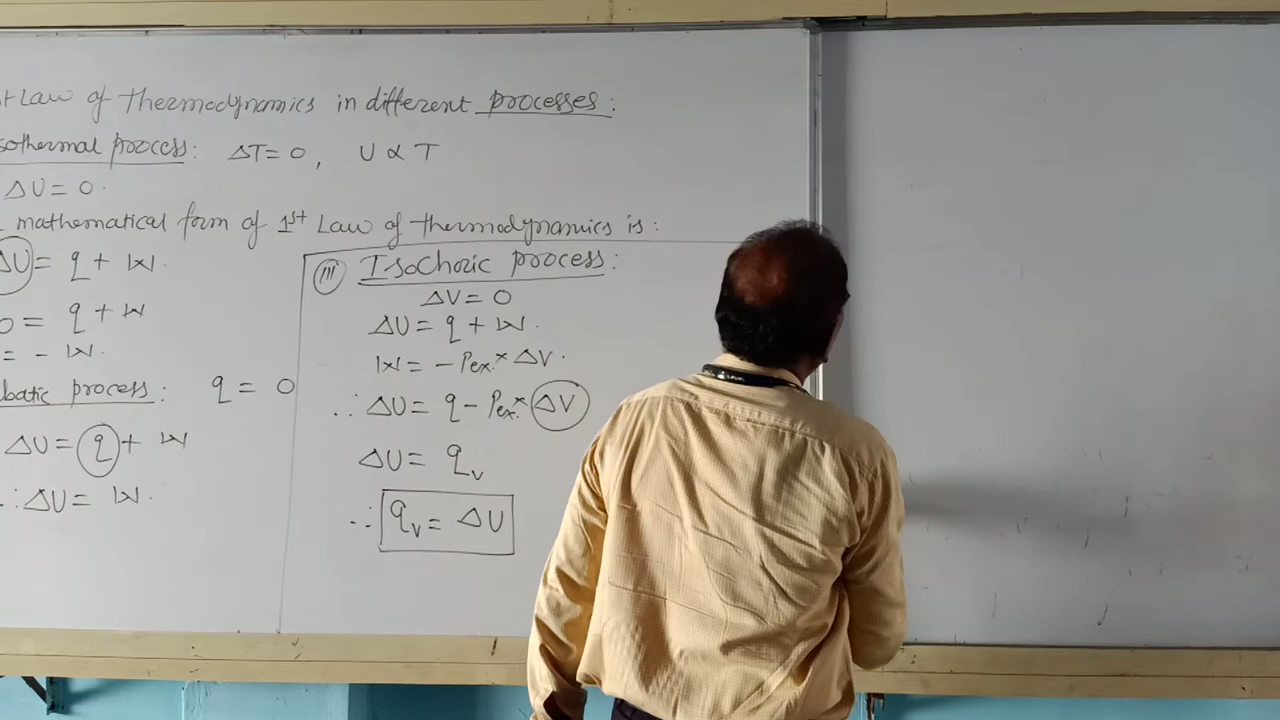 t Law of thermodynamics in different processes:
sothermal process: ΔT = 0, U ∝ T
ΔU = 0.
mathematical form of 1st Law of thermodynamics is:
ΔU = q + W.
0 = q + W
= - W.
batic process: q = 0
ΔU = q + W
∴ ΔU = W.
(III) IsoChoric process:
ΔV = 0
ΔU = q + W.
W = - Pex. × ΔV.
∴ ΔU = q - Pex. × ΔV
ΔU = qv
∴ qv = ΔU